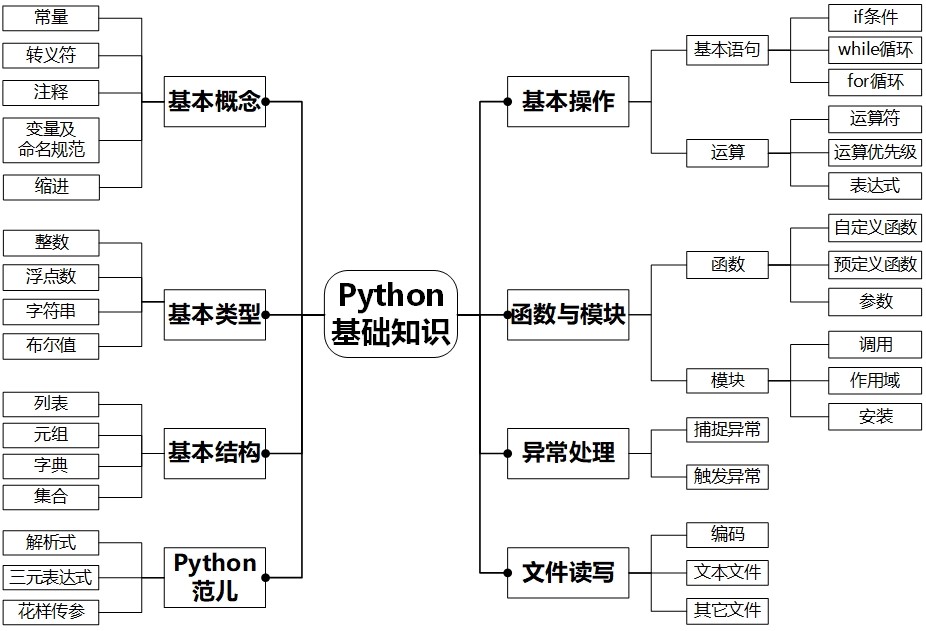 常量
转义符
注释
变量及
命名规范
缩进
基本概念
整数
浮点数
字符串
布尔值
基本类型
列表
元组
字典
集合
基本结构
解析式
三元表达式
花样传参
Python
范儿
Python
基础知识
基本操作
基本语句
if条件
while循环
for循环
运算
运算符
运算优先级
表达式
函数与模块
函数
自定义函数
预定义函数
参数
模块
调用
作用域
安装
异常处理
捕捉异常
触发异常
文件读写
编码
文本文件
其它文件